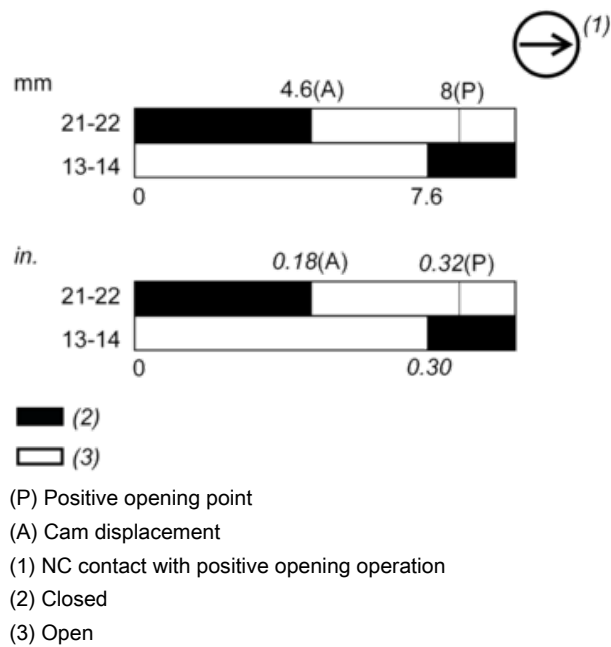 (1)
mm
4.6(A) 8(P)
21-22
13-14
0 7.6
in.
0.18(A) 0.32(P)
21-22
13-14
0 0.30
(2)
(3)
(P) Positive opening point
(A) Cam displacement
(1) NC contact with positive opening operation
(2) Closed
(3) Open